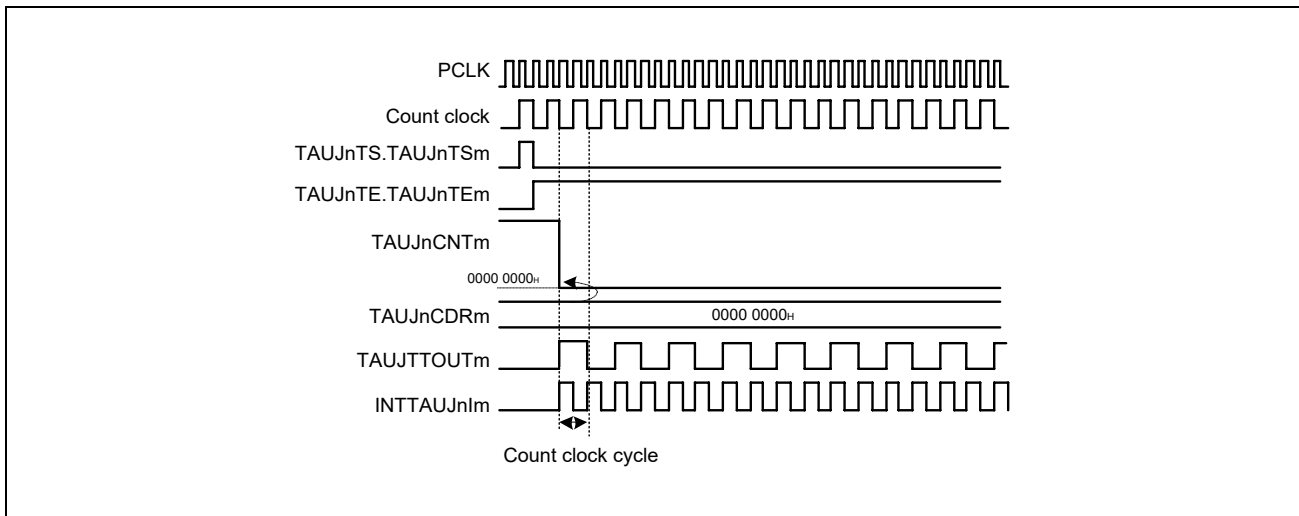 PCLK
Count clock
TAUJnTS.TAUJnTSm
TAUJnTE.TAUJnTEm
TAUJnCNTm
0000 0000H
TAUJnCDRm
0000 0000H
TAUJTTOUTm
INTTAUJnIm
Count clock cycle